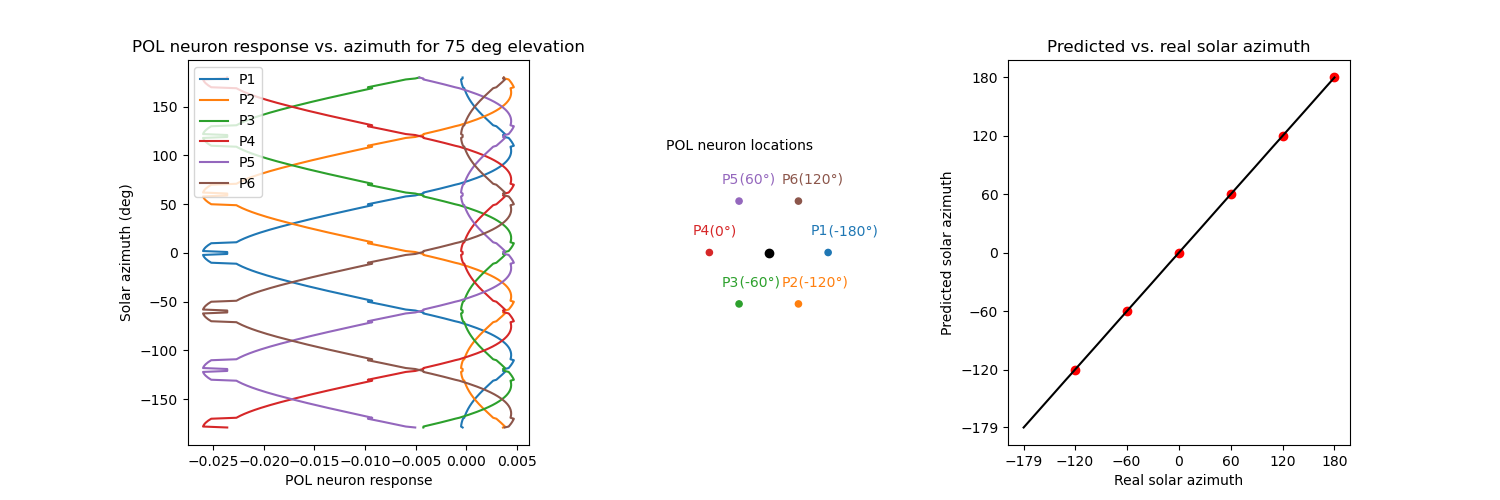 POL neuron response vs. azimuth for 75 deg elevation
P1
P2
P3
P4
P5
P6
150
100
50
0
−50
−100
−150
Solar azimuth (deg)
−0.025 −0.020 −0.015 −0.010 −0.005 0.000 0.005
POL neuron response
POL neuron locations
P5(60°) P6(120°)
P4(0°) P1(-180°)
P3(-60°) P2(-120°)
Predicted vs. real solar azimuth
180
120
60
0
−60
−120
−179
Predicted solar azimuth
−179 −120 −60 0 60 120 180
Real solar azimuth